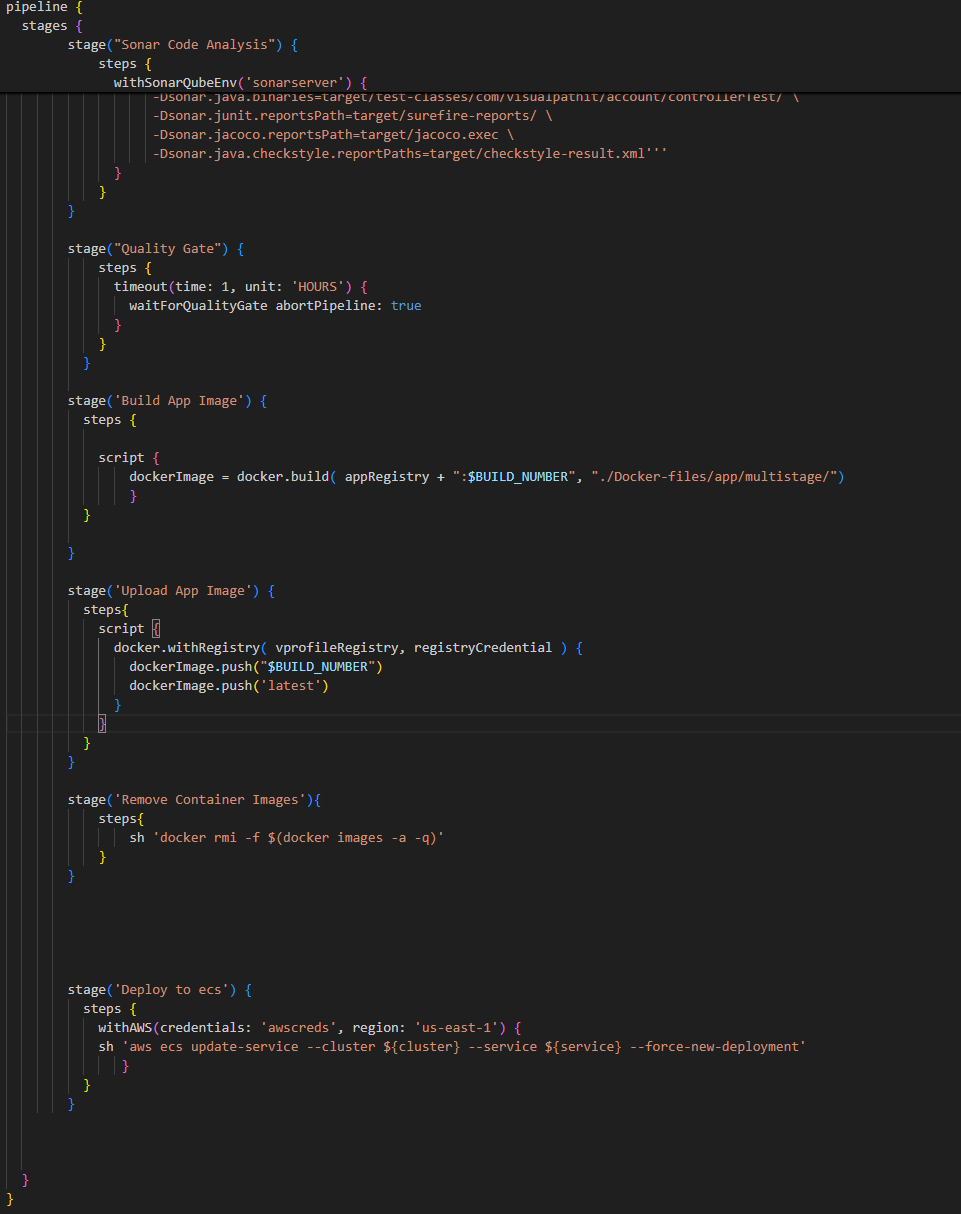 pipeline {
stages {
stage("Sonar Code Analysis") {
steps {
withSonarQubeEnv('sonarserver') {
-Dsonar.java.binaries=target/test-classes/com/visualpathit/account/controllerTest/ \
-Dsonar.junit.reportsPath=target/surefire-reports/ \
-Dsonar.jacoco.reportsPath=target/jacoco.exec \
-Dsonar.java.checkstyle.reportPaths=target/checkstyle-result.xml'''
}
}
}
stage("Quality Gate") {
steps {
timeout(time: 1, unit: 'HOURS') {
waitForQualityGate abortPipeline: true
}
}
}
stage('Build App Image') {
steps {
script {
dockerImage = docker.build( appRegistry + ":$BUILD_NUMBER", "./Docker-files/app/multistage/")
}
}
}
stage('Upload App Image') {
steps{
script {
docker.withRegistry( vprofileRegistry, registryCredential ) {
dockerImage.push("$BUILD_NUMBER")
dockerImage.push('latest')
}
}
}
}
stage('Remove Container Images'){
steps{
sh 'docker rmi -f $(docker images -a -q)'
}
}
stage('Deploy to ecs') {
steps {
withAWS(credentials: 'awscreds', region: 'us-east-1') {
sh 'aws ecs update-service --cluster ${cluster} --service ${service} --force-new-deployment'
}
}
}
}
}